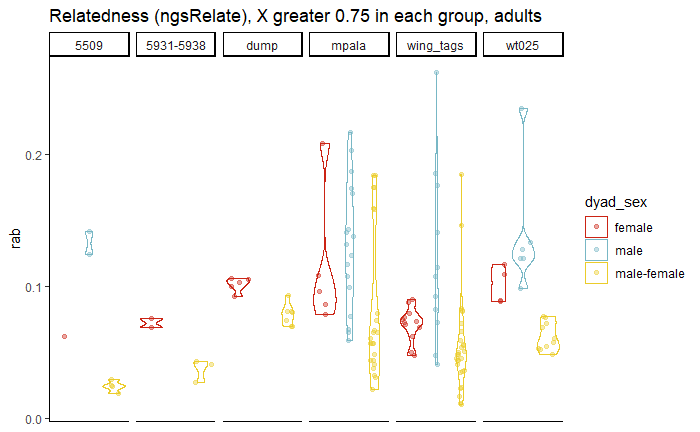 Relatedness (ngsRelate), X greater 0.75 in each group, adults
5509 5931-5938 dump mpala wing_tags wt025
0.2
rab
0.1
0.0
dyad_sex
female
male
male-female